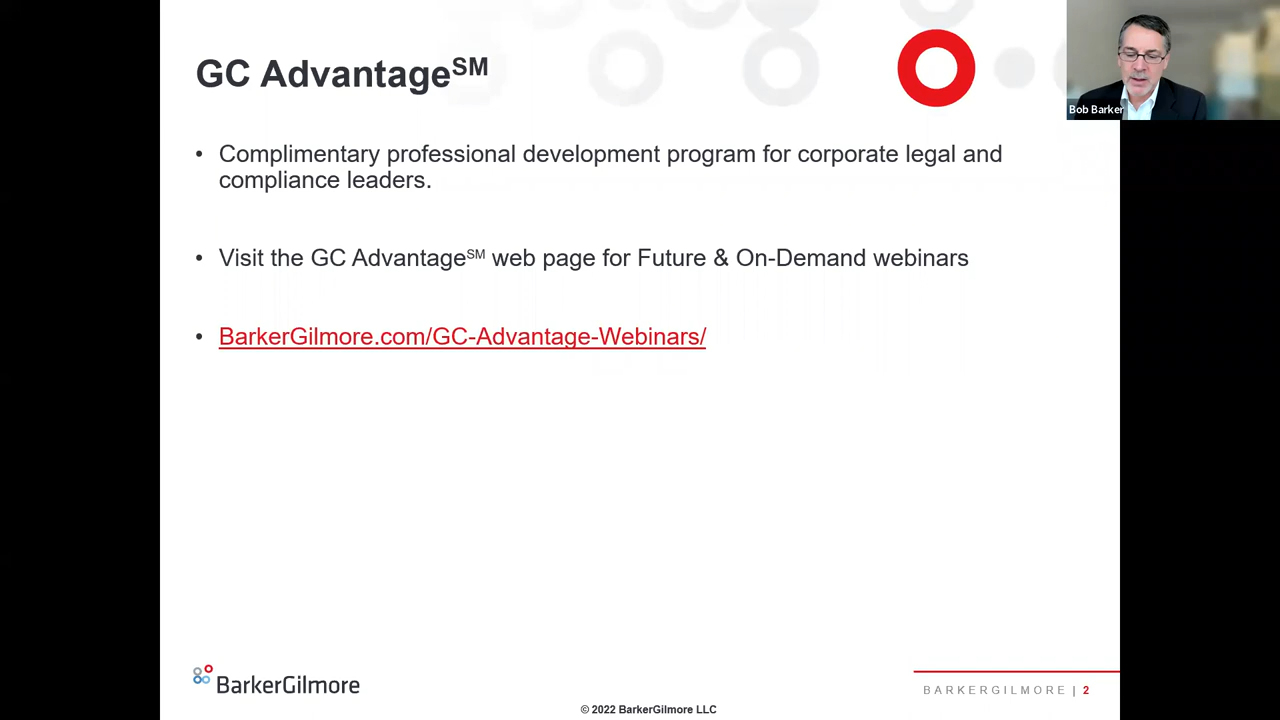 GC Advantage℠
Bob Barker
• Complimentary professional development program for corporate legal and
compliance leaders.
• Visit the GC Advantage℠ web page for Future & On-Demand webinars
• BarkerGilmore.com/GC-Advantage-Webinars/
BarkerGilmore
BARKERGILMORE | 2
© 2022 BarkerGilmore LLC